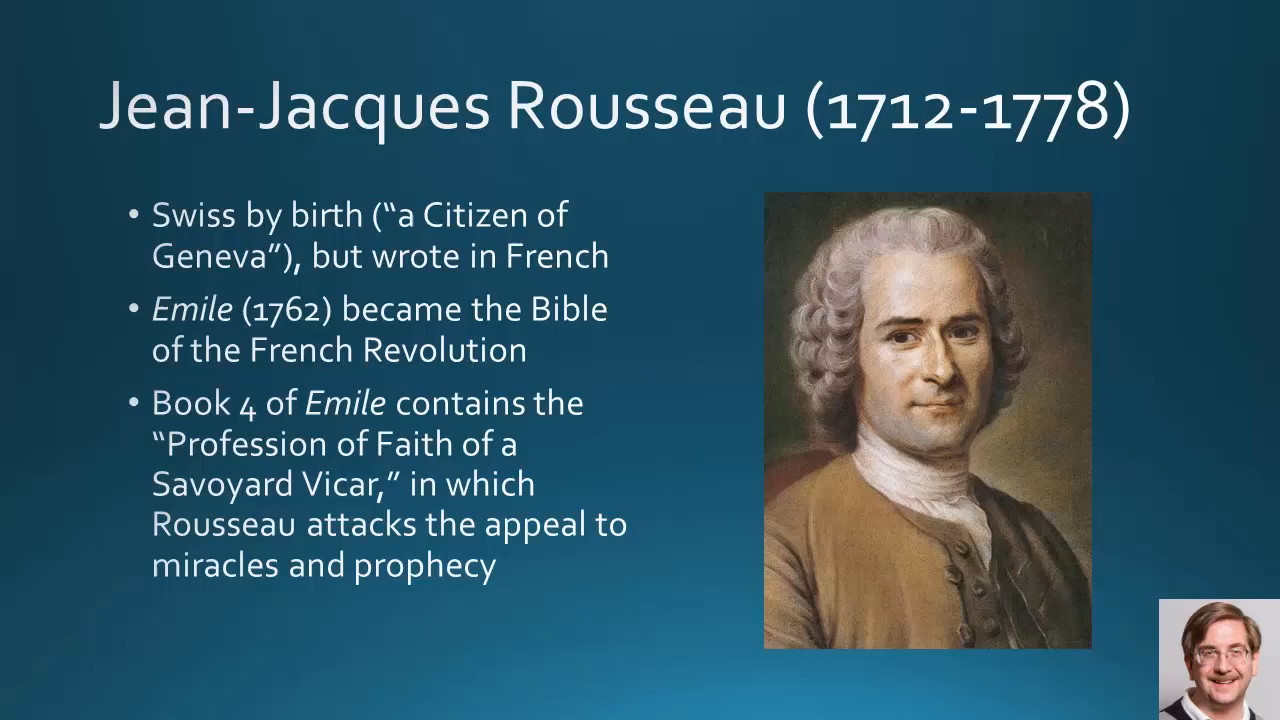 Jean-Jacques Rousseau (1712-1778)
• Swiss by birth (“a Citizen of
Geneva”), but wrote in French
• Emile (1762) became the Bible
of the French Revolution
• Book 4 of Emile contains the
“Profession of Faith of a
Savoyard Vicar,” in which
Rousseau attacks the appeal to
miracles and prophecy